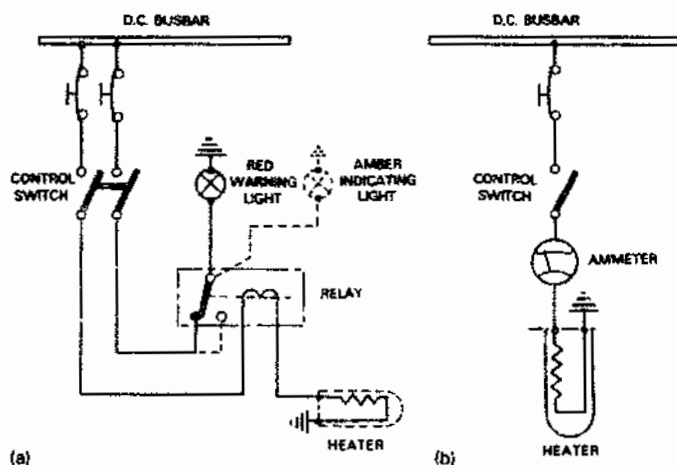 D.C. BUSBAR
CONTROL
SWITCH
RED
WARNING
LIGHT
AMBER
INDICATING
LIGHT
RELAY
HEATER
(a)
D.C. BUSBAR
CONTROL
SWITCH
AMMETER
HEATER
(b)